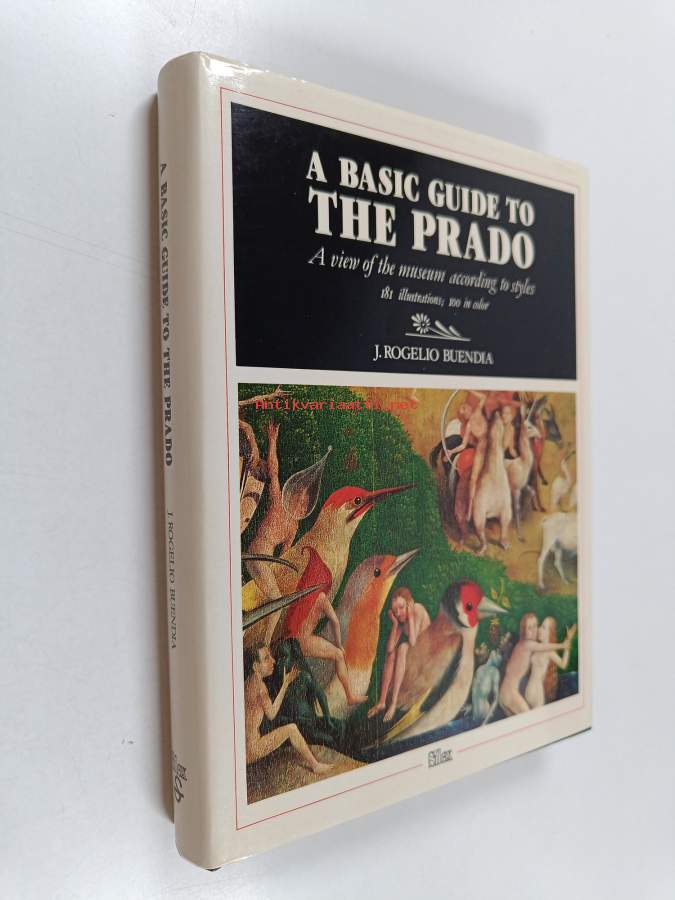 A BASIC GUIDE TO
THE PRADO
A view of the museum according to styles
181 illustrations; 100 in color
J. ROGELIO BUENDIA
Antikvariaatti.net
Sílex
A BASIC GUIDE TO THE PRADO
J. ROGELIO BUENDIA